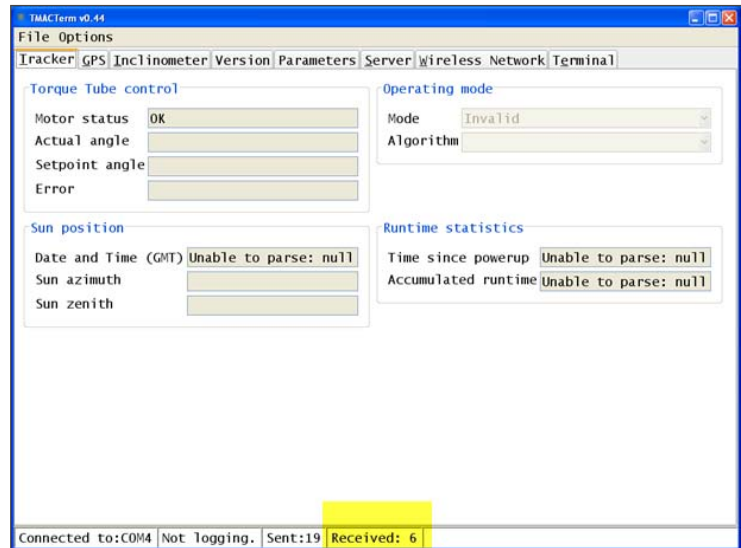 TMACTerm v0.44
File Options
Tracker GPS Inclinometer Version Parameters Server Wireless Network Terminal
Torque Tube control
Motor status OK
Actual angle
Setpoint angle
Error
Operating mode
Mode Invalid
Algorithm
Sun position
Date and Time (GMT) Unable to parse: null
Sun azimuth
Sun zenith
Runtime statistics
Time since powerup Unable to parse: null
Accumulated runtime Unable to parse: null
Connected to:COM4 Not logging. Sent:19 Received: 6